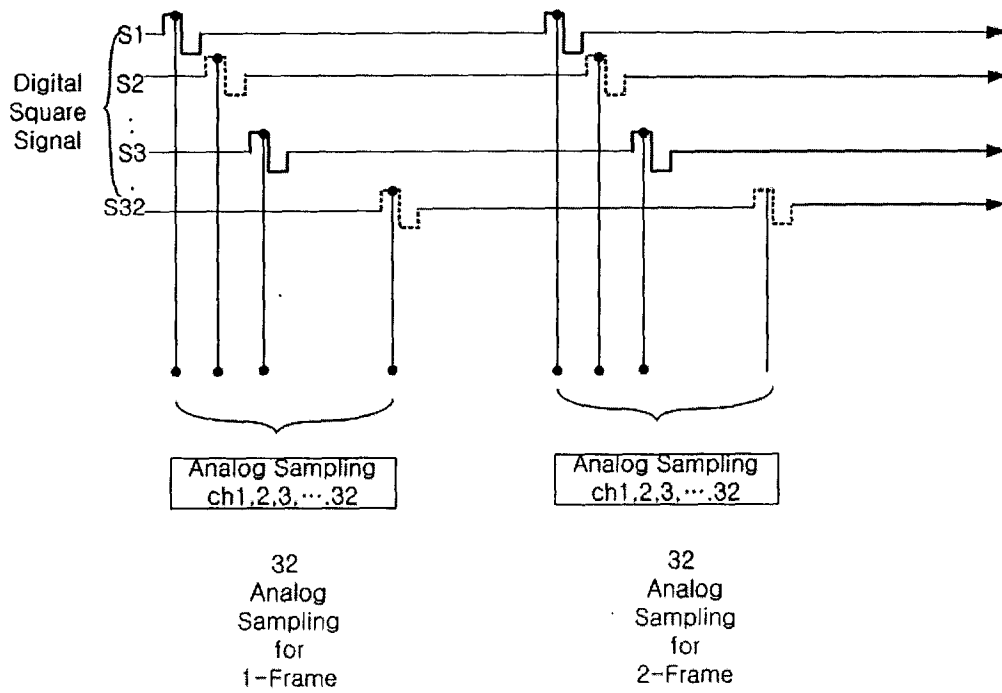 S1
S2
Digital
Square
Signal
S3
S32
Analog Sampling
ch1,2,3,⋯.32
Analog Sampling
ch1,2,3,⋯.32
32
Analog
Sampling
for
1-Frame
32
Analog
Sampling
for
2-Frame